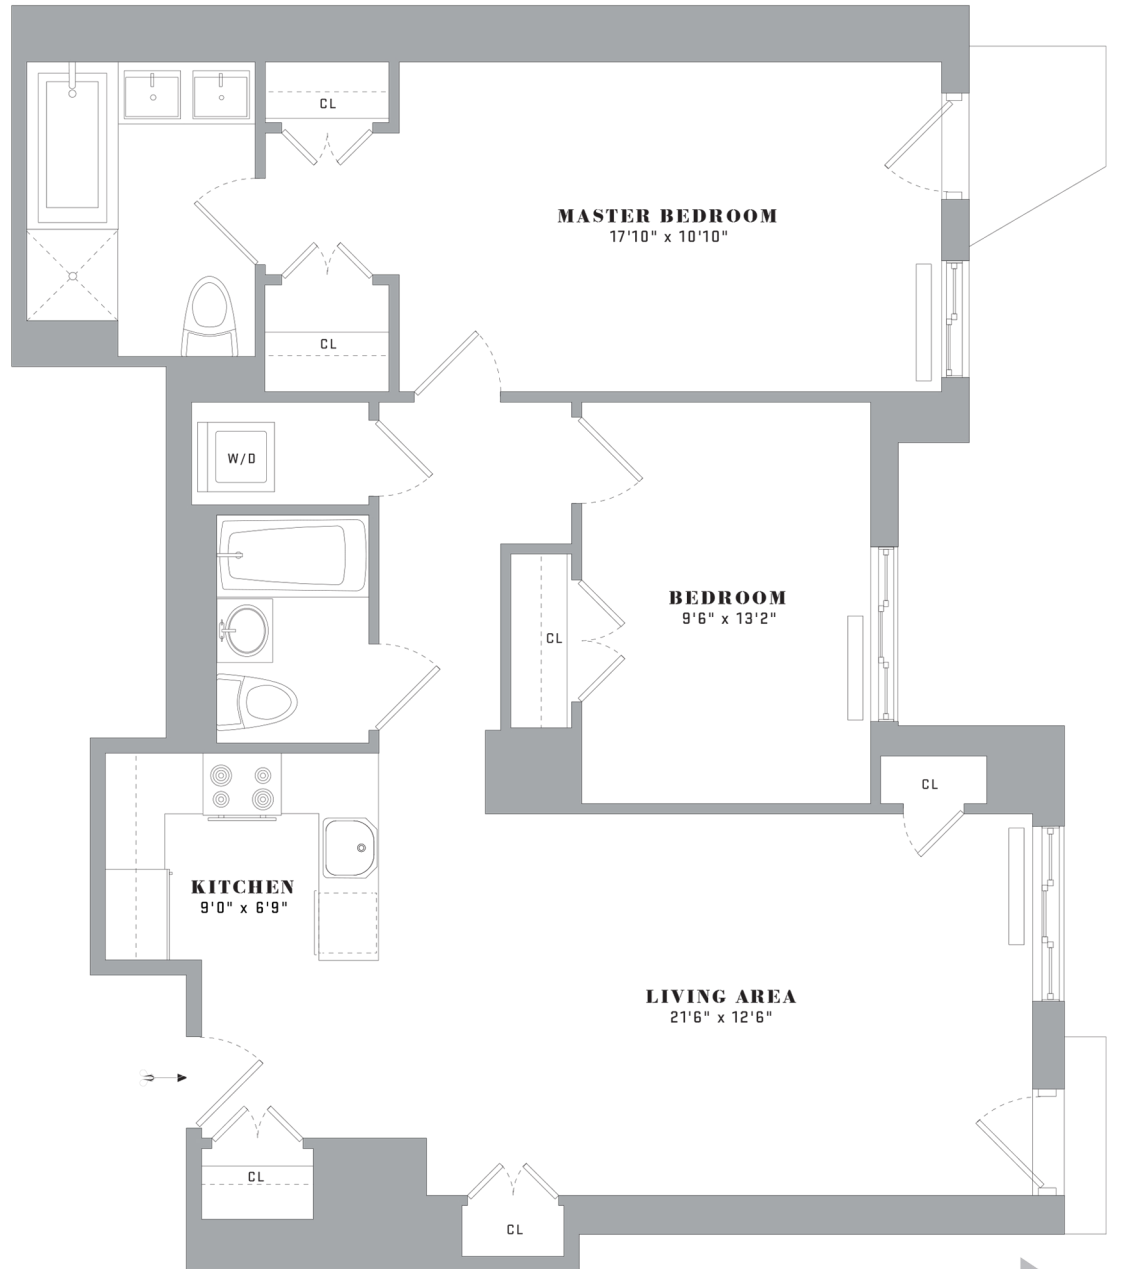 CL
MASTER BEDROOM
17'10" x 10'10"
CL
W/D
BEDROOM
9'6" x 13'2"
CL
CL
KITCHEN
9'0" x 6'9"
LIVING AREA
21'6" x 12'6"
CL
CL